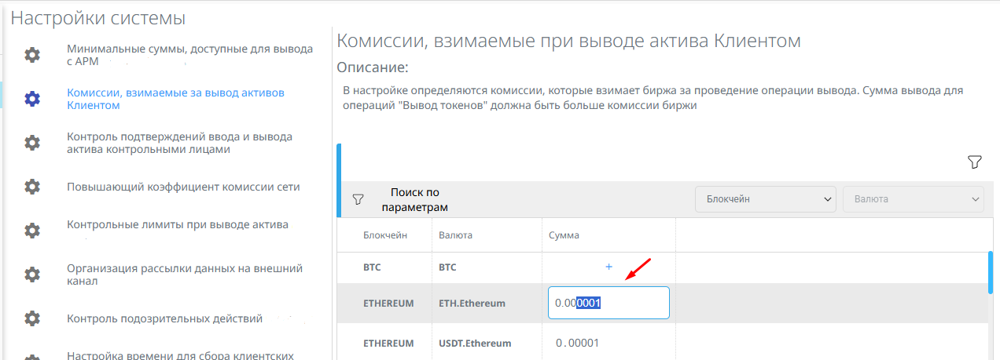 Настройки системы
Минимальные суммы, доступные для вывода
с АРМ
Комиссии, взимаемые за вывод активов
Клиентом
Контроль подтверждений ввода и вывода
актива контрольными лицами
Повышающий коэффициент комиссии сети
Контрольные лимиты при выводе актива
Организация рассылки данных на внешний
канал
Контроль подозрительных действий
Настройка времени для сбора клиентских
Комиссии, взимаемые при выводе актива Клиентом
Описание:
В настройке определяются комиссии, которые взимает биржа за проведение операции вывода. Сумма вывода для
операций "Вывод токенов" должна быть больше комиссии биржи
Поиск по
параметрам
Блокчейн
Валюта
Блокчейн Валюта Сумма
BTC BTC +
ETHEREUM ETH.Ethereum 0.000001
ETHEREUM USDT.Ethereum 0.00001